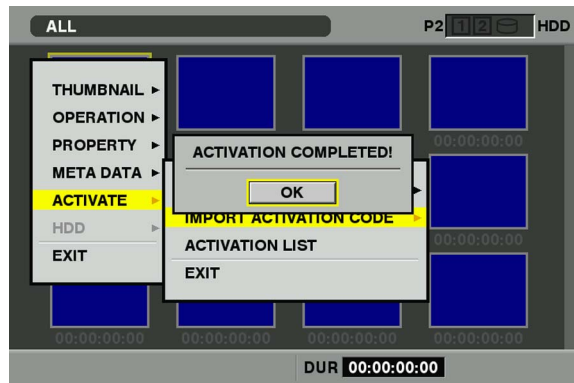 ALL
P2 1 2 HDD
THUMBNAIL
OPERATION
PROPERTY
META DATA
ACTIVATE
HDD
EXIT
ACTIVATION COMPLETED!
OK
IMPORT ACTIVATION CODE
ACTIVATION LIST
EXIT
00:00:00:00
00:00:00:00
00:00:00:00 00:00:00:00 00:00:00:00 00:00:00:00
DUR 00:00:00:00